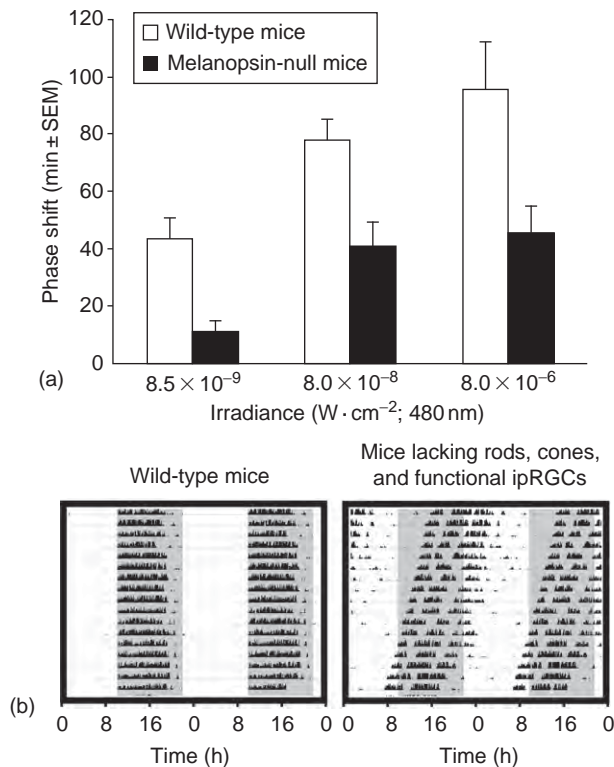 120
100
80
60
40
20
0
Phase shift (min ± SEM)
Wild-type mice
Melanopsin-null mice
8.5 × 10⁻⁹ 8.0 × 10⁻⁸ 8.0 × 10⁻⁶
(a)
Irradiance (W · cm⁻²; 480 nm)
Wild-type mice
Mice lacking rods, cones,
and functional ipRGCs
(b)
0 8 16 0 8 16 0 8 16 0 8 16
Time (h) Time (h)